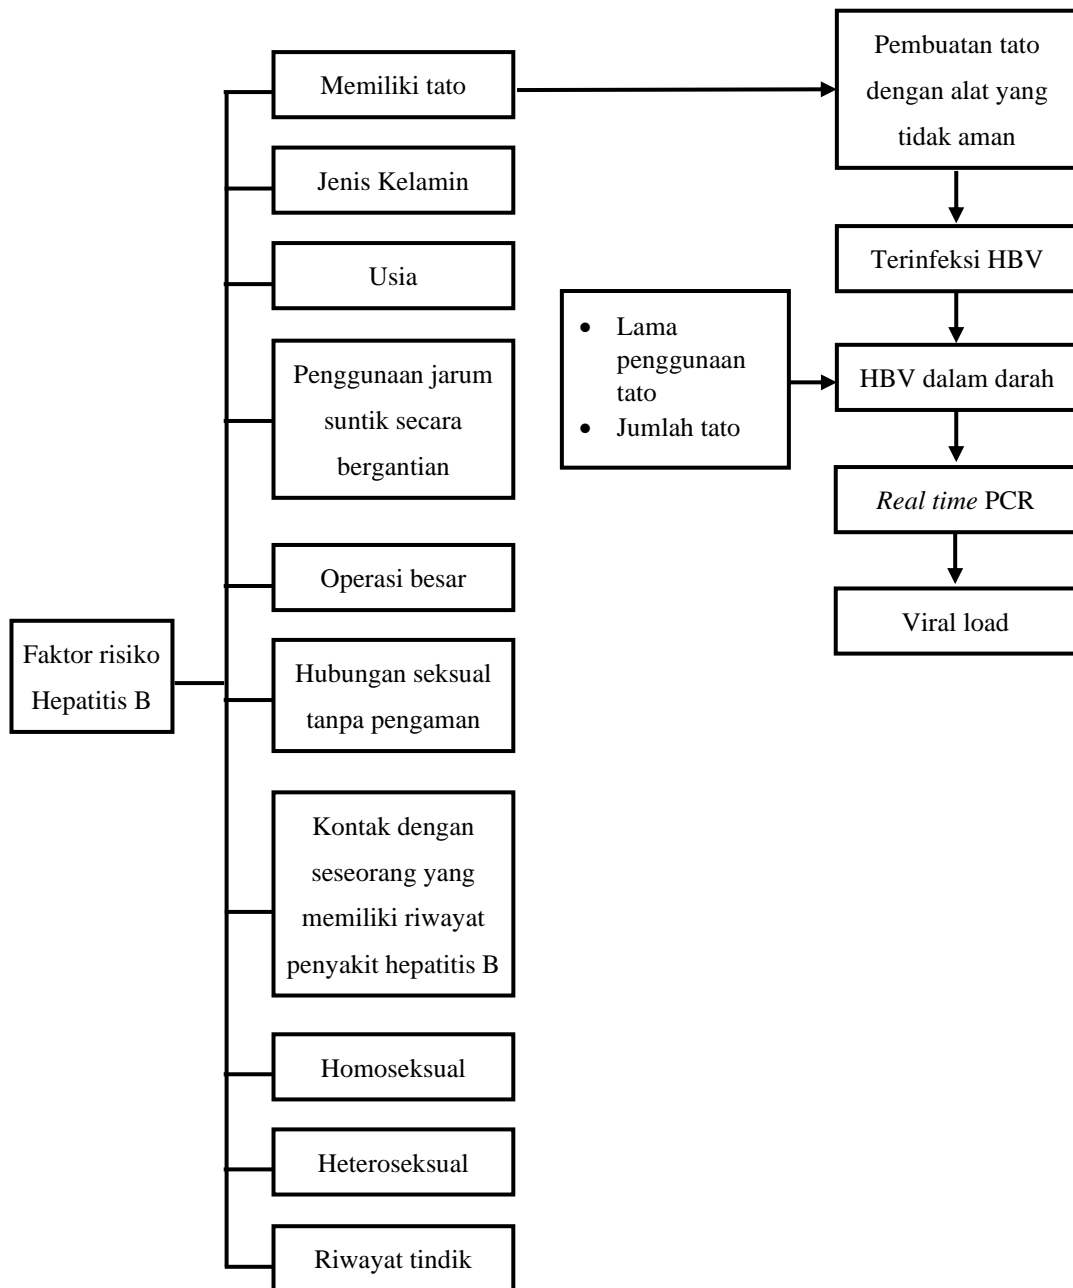 Faktor risiko
Hepatitis B
Memiliki tato
Jenis Kelamin
Usia
Penggunaan jarum
suntik secara
bergantian
Operasi besar
Hubungan seksual
tanpa pengaman
Kontak dengan
seseorang yang
memiliki riwayat
penyakit hepatitis B
Homoseksual
Heteroseksual
Riwayat tindik
• Lama
penggunaan
tato
• Jumlah tato
Pembuatan tato
dengan alat yang
tidak aman
Terinfeksi HBV
HBV dalam darah
Real time PCR
Viral load